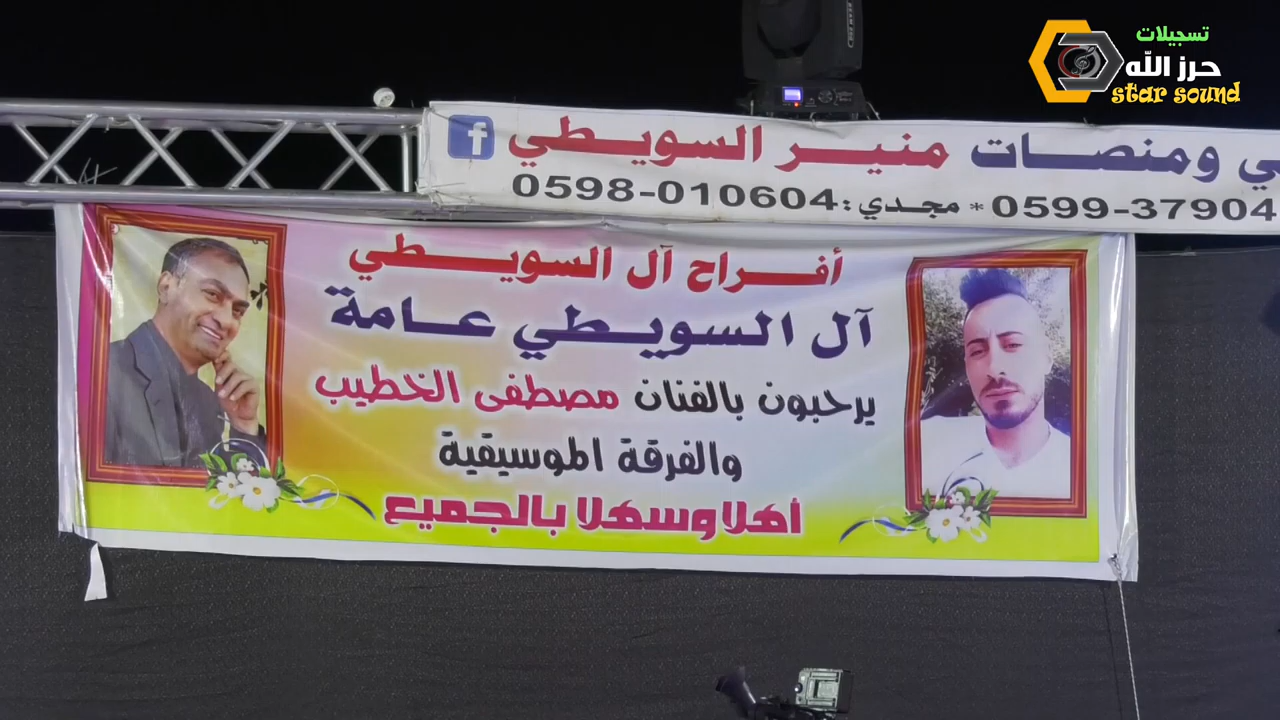 تسجيلات
حرز الله
star sound
ومنصات منير السويطي f
0599-37904 * مجدي : 0598-010604
أفراح آل السويطي
آل السويطي عامة
يرحبون بالفنان مصطفى الخطيب
والفرقة الموسيقية
أهلا وسهلا بالجميع